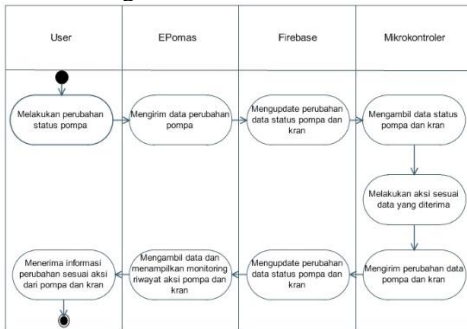 User
EPomas
Firebase
Mikrokontroler
Melakukan perubahan
status pompa
Mengirim data perubahan
pompa
Mengupdate perubahan
data status pompa dan
kran
Mengambil data status
pompa dan kran
Melakukan aksi sesuai
data yang diterima
Mengirim perubahan data
pompa dan kran
Mengupdate perubahan
data status pompa dan
kran
Mengambil data dan
menampilkan monitoring
riwayat aksi pompa dan
kran
Menerima informasi
perubahan sesuai aksi
dari pompa dan kran